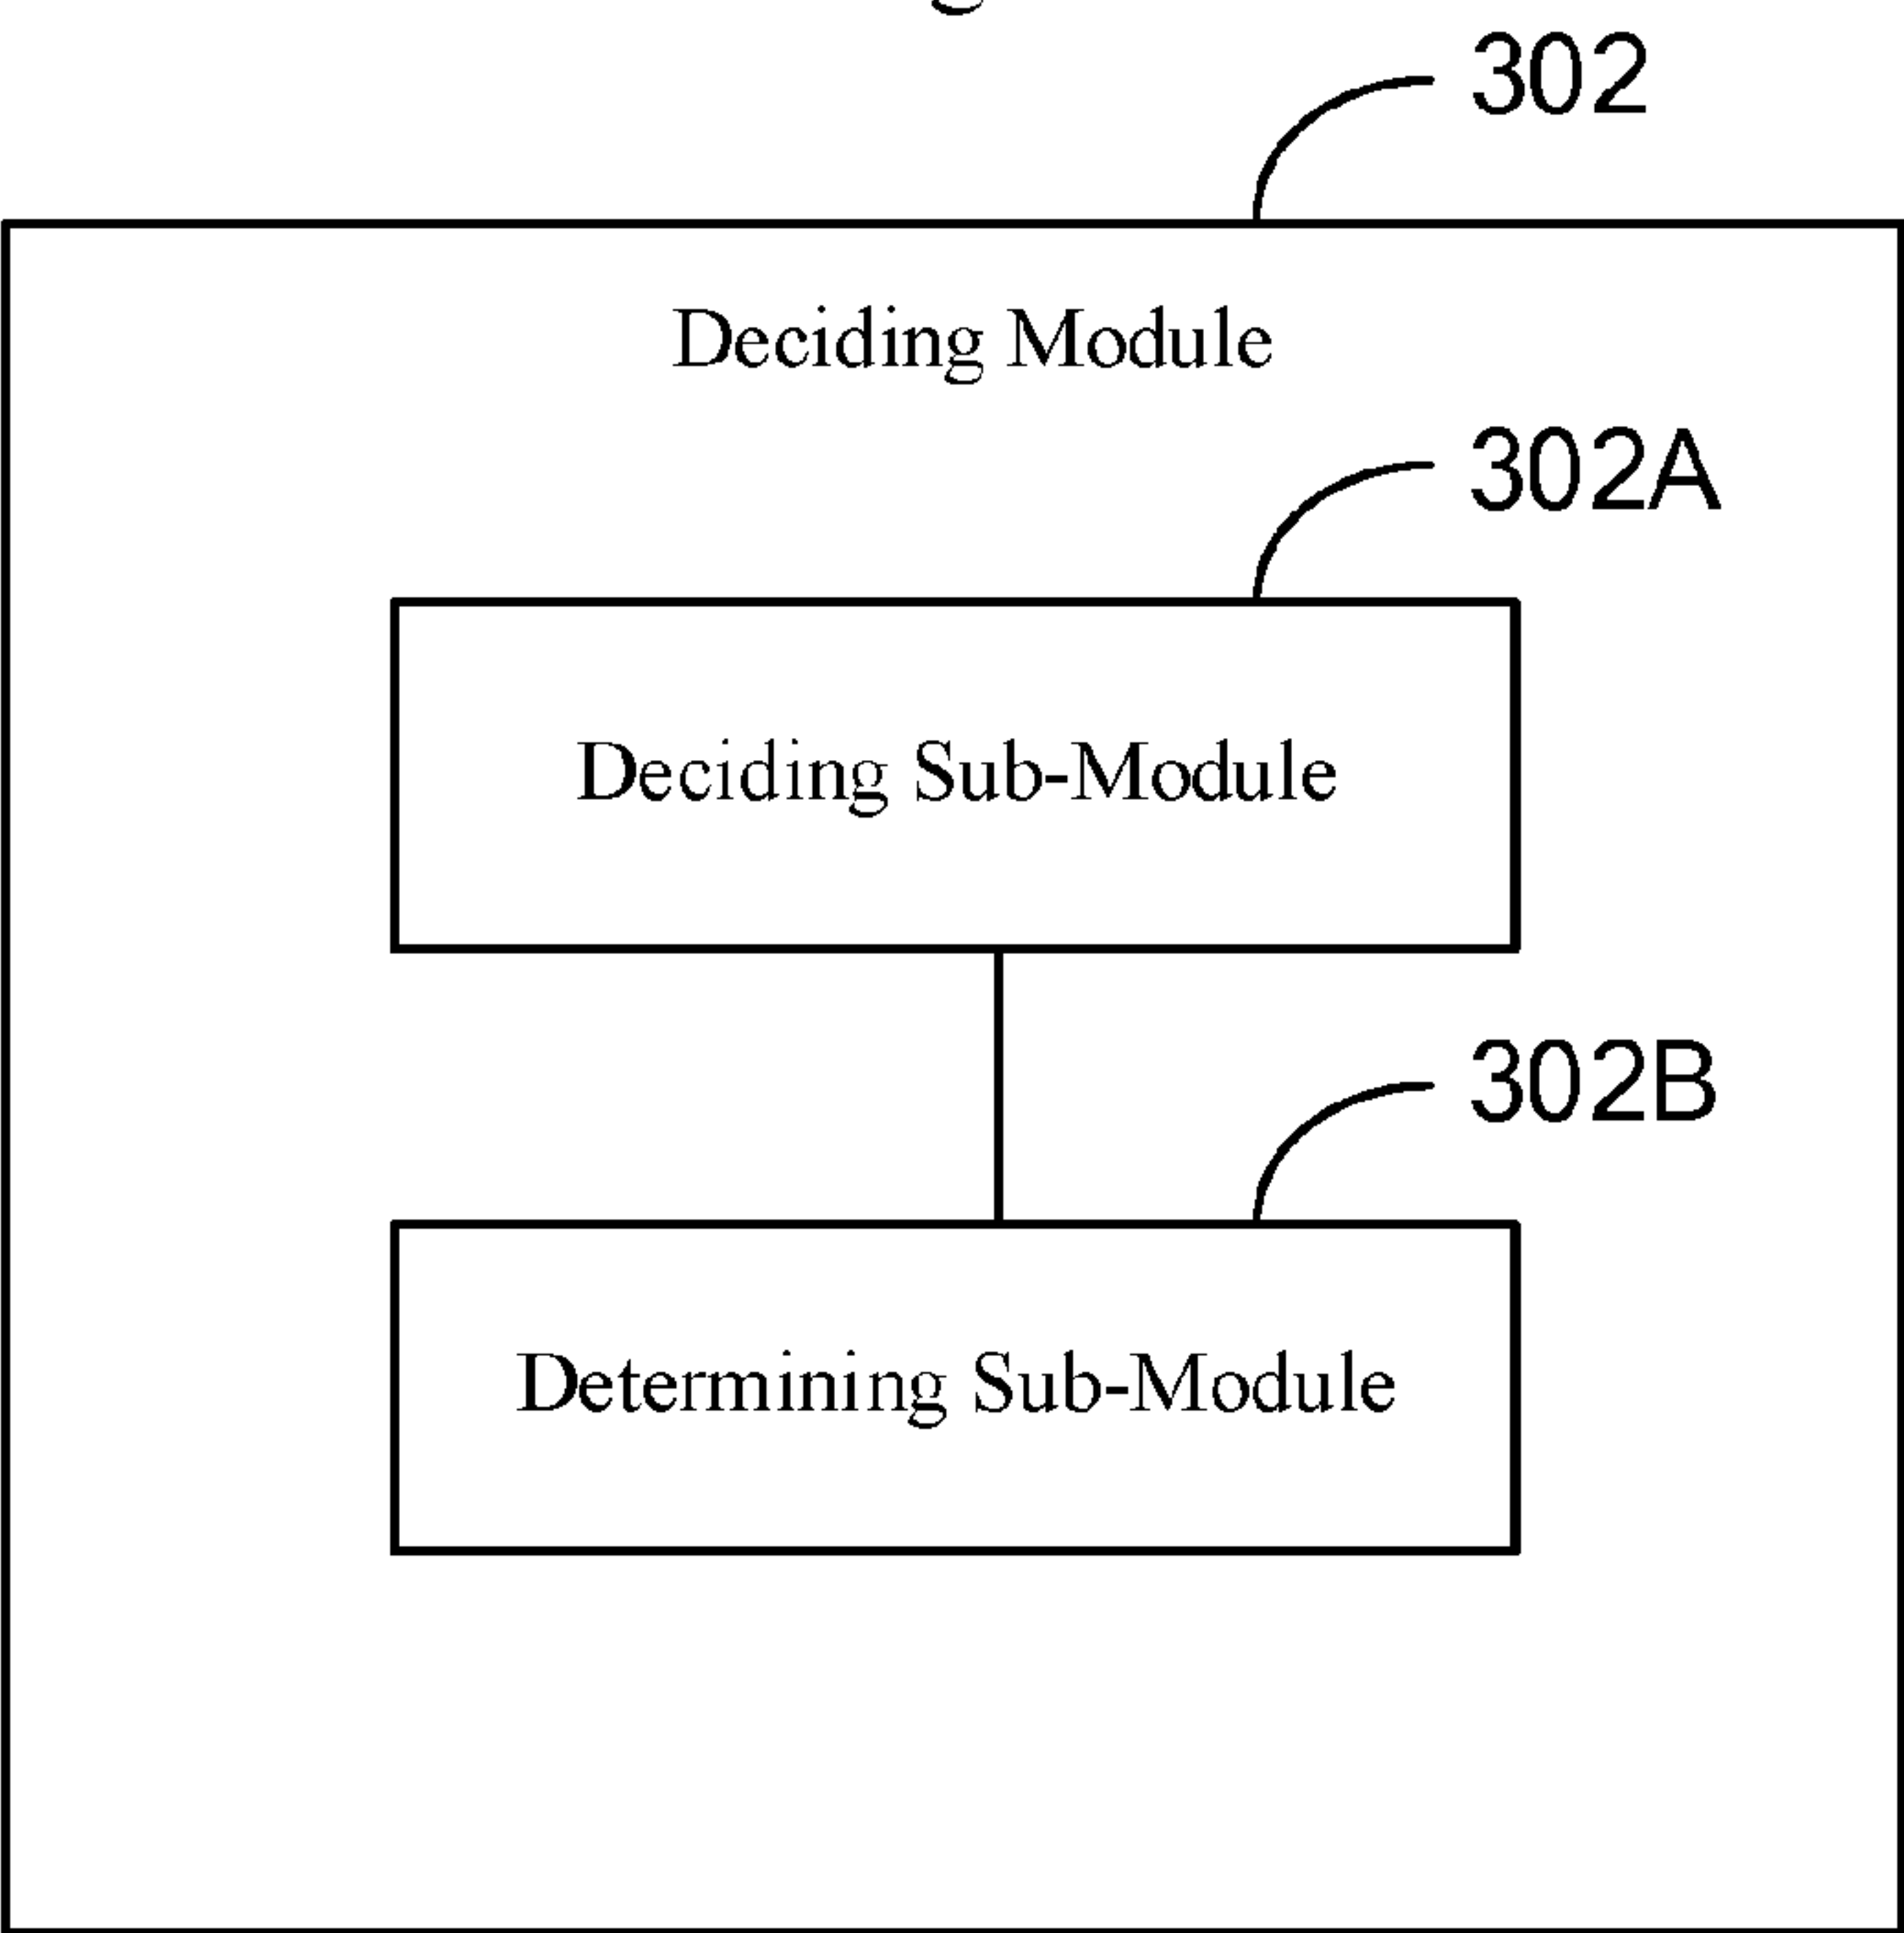 302
Deciding Module
302A
Deciding Sub-Module
302B
Determining Sub-Module